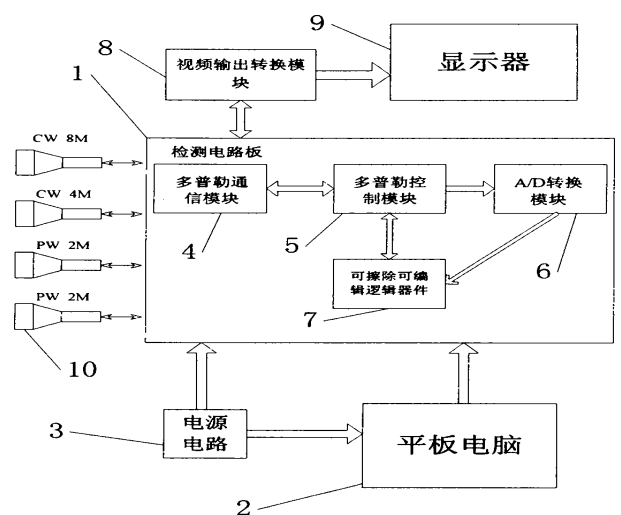 9
8
显示器
视频输出转换模
块
1
CW 8M
检测电路板
多普勒通
信模块
多普勒控
制模块
A/D转换
模块
CW 4M
4
5
6
PW 2M
可擦除可编
辑逻辑器件
7
PW 2M
10
3
电源
电路
平板电脑
2